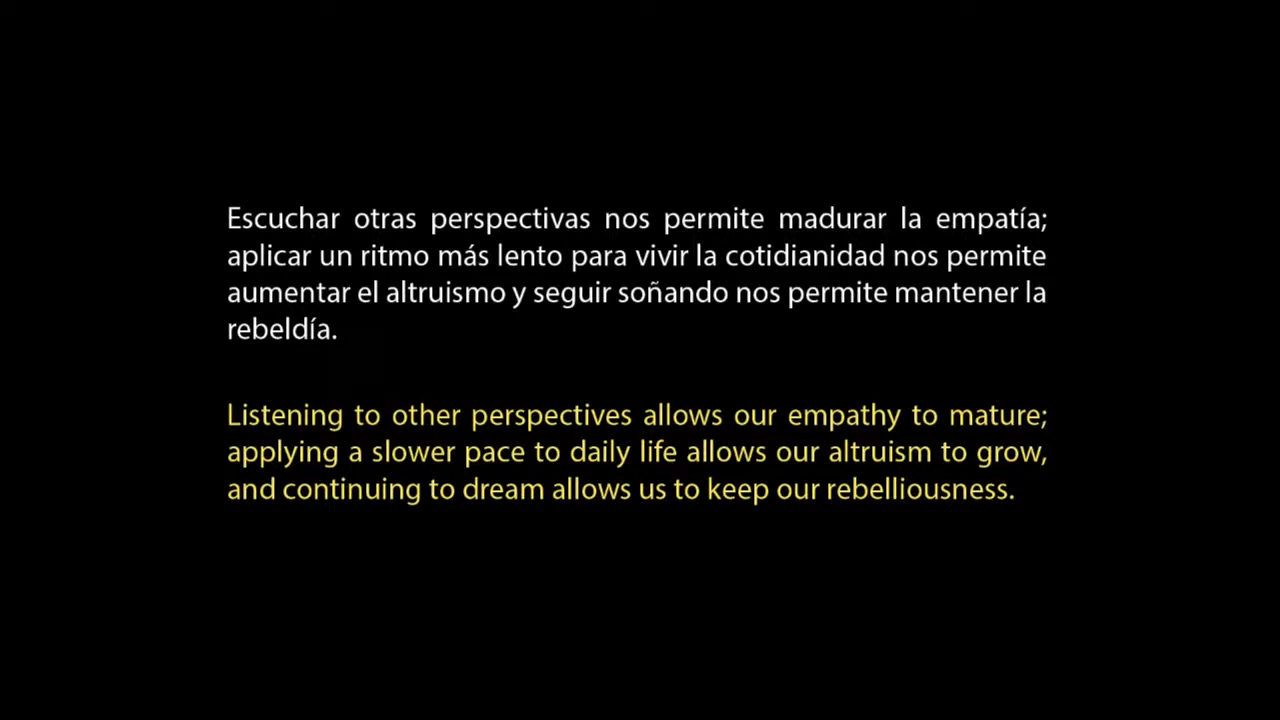 Escuchar otras perspectivas nos permite madurar la empatía;
aplicar un ritmo más lento para vivir la cotidianidad nos permite
aumentar el altruismo y seguir soñando nos permite mantener la
rebeldía.
Listening to other perspectives allows our empathy to mature;
applying a slower pace to daily life allows our altruism to grow,
and continuing to dream allows us to keep our rebelliousness.